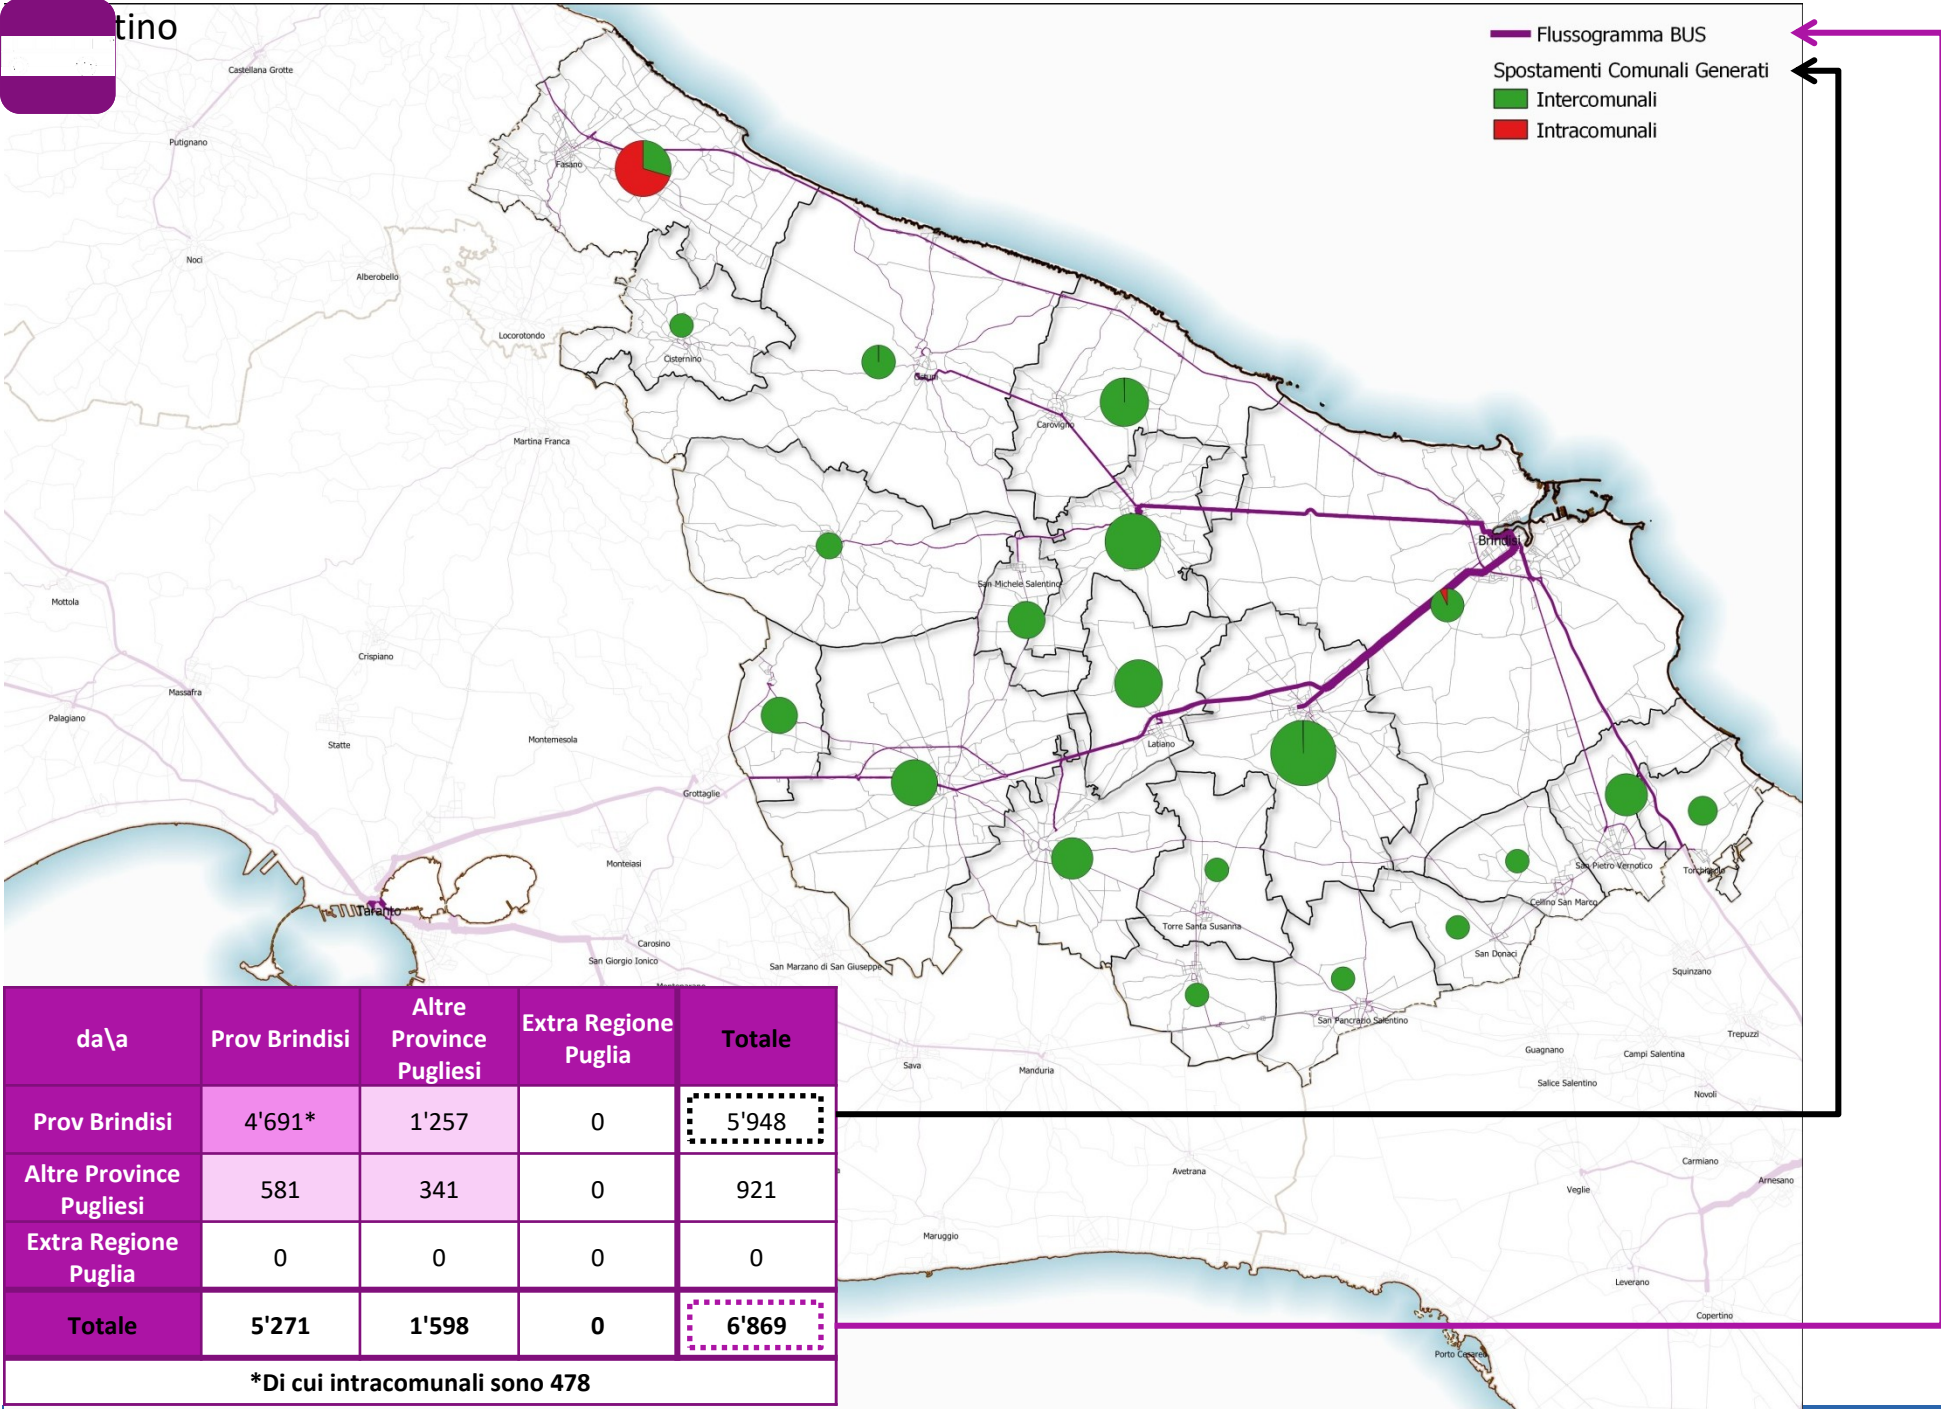 tino
Flussogramma BUS
Spostamenti Comunali Generati
Intercomunali
Intracomunali
Castellana Grotte
Putignano
Fasano
Noci
Alberobello
Locorotondo
Cisternino
Ostuni
Carovigno
Martina Franca
Brindisi
San Michele Salentino
Mottola
Crispiano
Massafra
Palagiano
Statte
Montemesola
Latiano
Grottaglie
Monteiasi
San Pietro Vernotico
Torchiarolo
Cellino San Marco
Taranto
Torre Santa Susanna
Carosino
San Giorgio Ionico
San Marzano di San Giuseppe
San Donaci
Squinzano
Monteparano
San Pancrazio Salentino
Trepuzzi
Guagnano
Campi Salentina
Sava
Manduria
Salice Salentino
Novoli
Avetrana
Carmiano
Arnesano
Veglie
Maruggio
Leverano
Copertino
Porto Cesareo
da\a Prov Brindisi Altre Province Pugliesi Extra Regione Puglia Totale
Prov Brindisi 4'691* 1'257 0 5'948
Altre Province Pugliesi 581 341 0 921
Extra Regione Puglia 0 0 0 0
Totale 5'271 1'598 0 6'869
*Di cui intracomunali sono 478